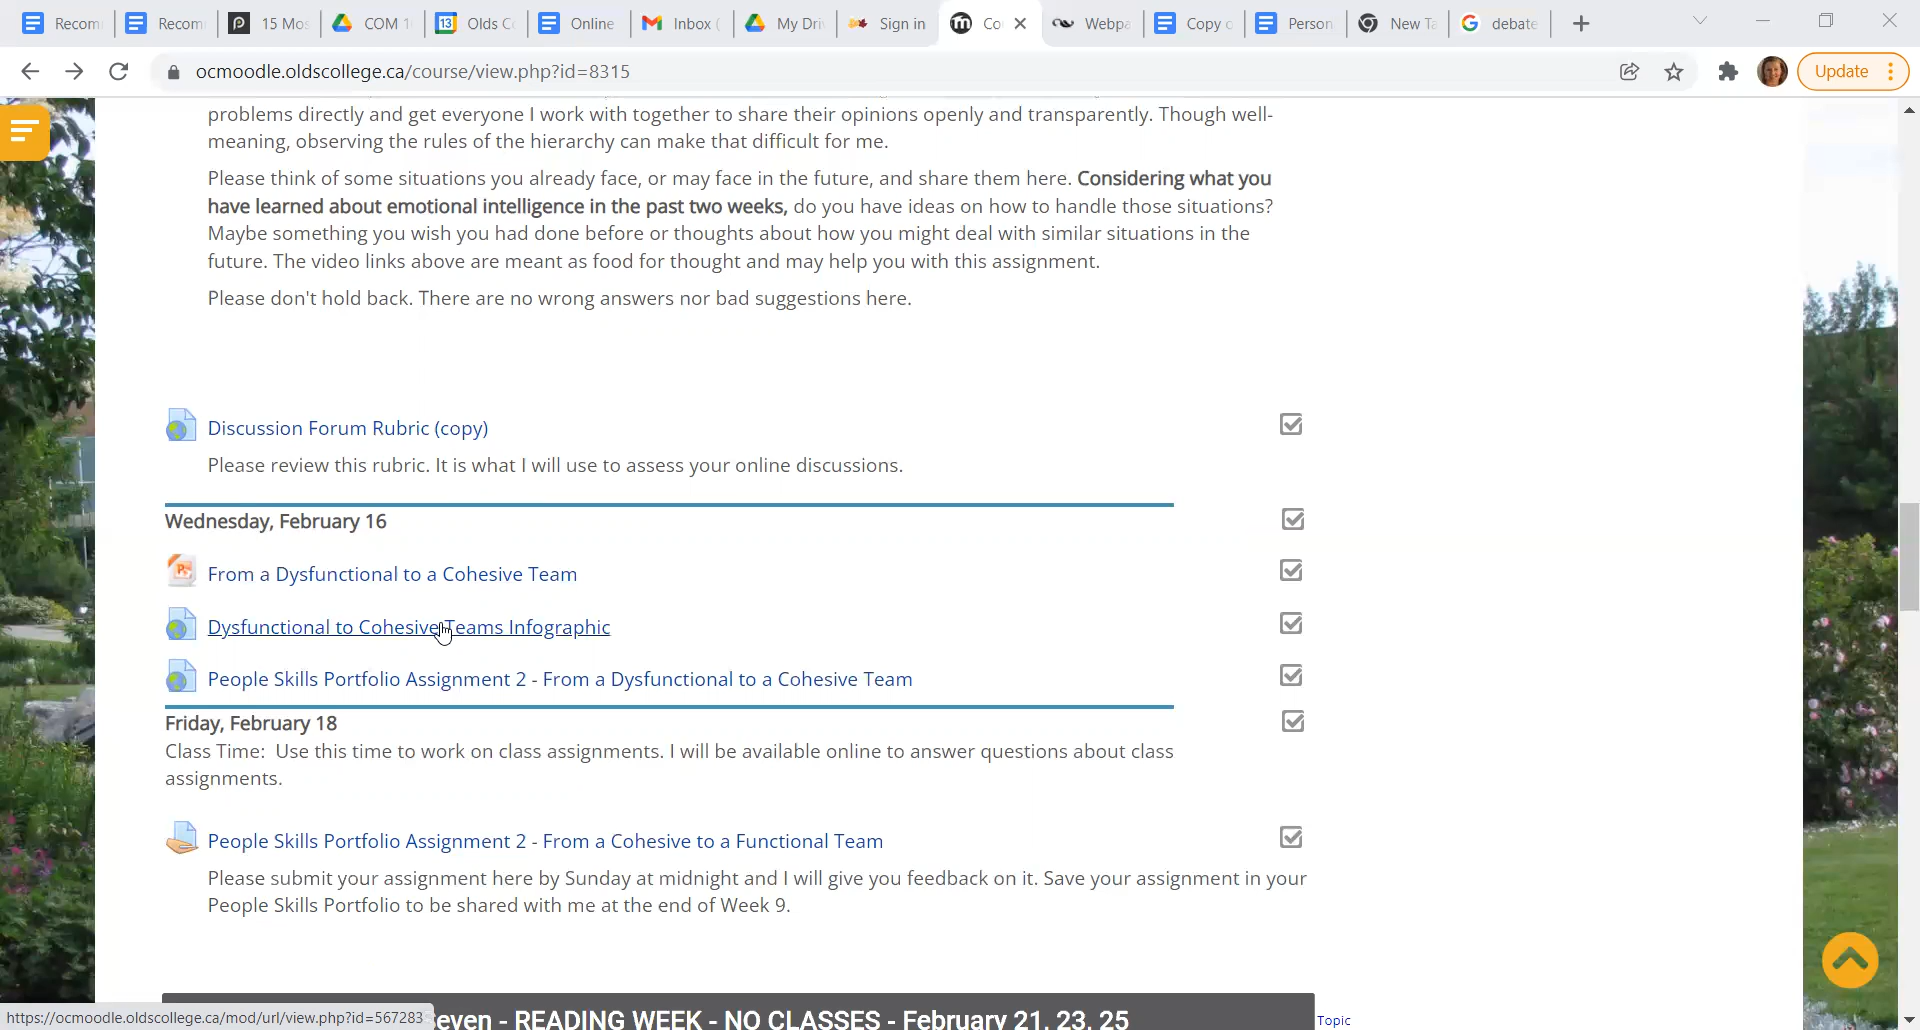 Recom
Recom
15 Mos
COM 1
Olds Co
Online
Inbox (
My Dri
Sign in
Co
Webpa
Copy o
Person
New Ta
debate
ocmoodle.oldscollege.ca/course/view.php?id=8315
Update
problems directly and get everyone I work with together to share their opinions openly and transparently. Though well-
meaning, observing the rules of the hierarchy can make that difficult for me.
Please think of some situations you already face, or may face in the future, and share them here. Considering what you
have learned about emotional intelligence in the past two weeks, do you have ideas on how to handle those situations?
Maybe something you wish you had done before or thoughts about how you might deal with similar situations in the
future. The video links above are meant as food for thought and may help you with this assignment.
Please don't hold back. There are no wrong answers nor bad suggestions here.
Discussion Forum Rubric (copy)
Please review this rubric. It is what I will use to assess your online discussions.
Wednesday, February 16
From a Dysfunctional to a Cohesive Team
Dysfunctional to Cohesive Teams Infographic
People Skills Portfolio Assignment 2 - From a Dysfunctional to a Cohesive Team
Friday, February 18
Class Time: Use this time to work on class assignments. I will be available online to answer questions about class
assignments.
People Skills Portfolio Assignment 2 - From a Cohesive to a Functional Team
Please submit your assignment here by Sunday at midnight and I will give you feedback on it. Save your assignment in your
People Skills Portfolio to be shared with me at the end of Week 9.
https://ocmoodle.oldscollege.ca/mod/url/view.php?id=567283
even - READING WEEK - NO CLASSES - February 21, 23, 25
Topic